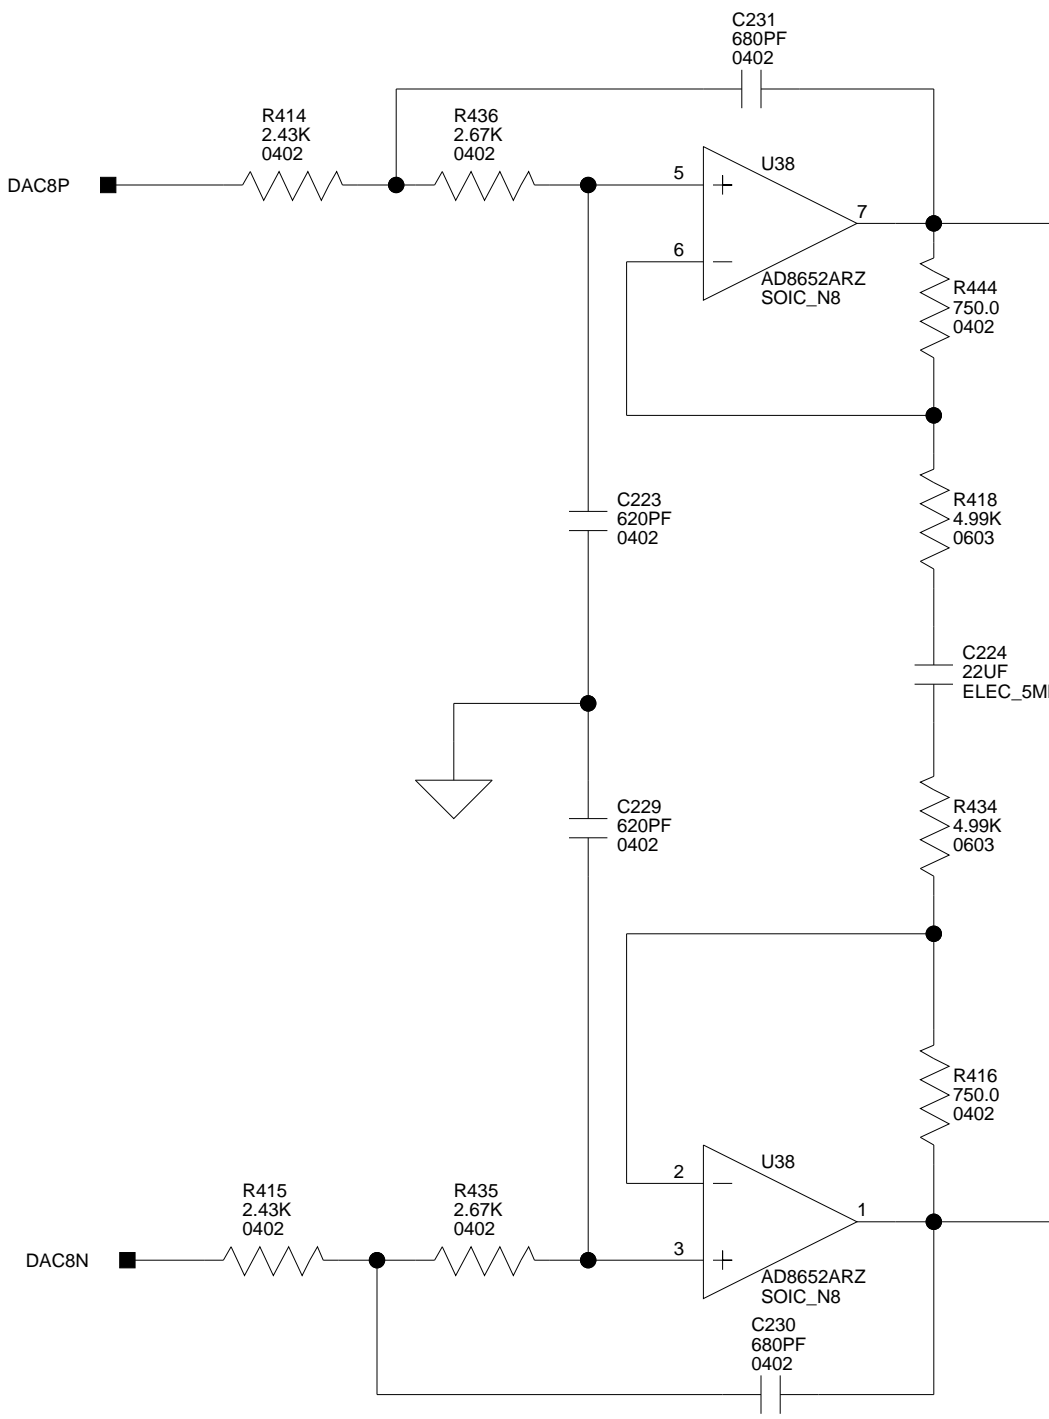 C231
680PF
0402
R414
2.43K
0402
R436
2.67K
0402
U38
DAC8P
5
7
6
AD8652ARZ
SOIC_N8
R444
750.0
0402
C223
620PF
0402
R418
4.99K
0603
C224
22UF
ELEC_5M
C229
620PF
0402
R434
4.99K
0603
R416
750.0
0402
U38
2
1
3
R415
2.43K
0402
R435
2.67K
0402
DAC8N
AD8652ARZ
SOIC_N8
C230
680PF
0402